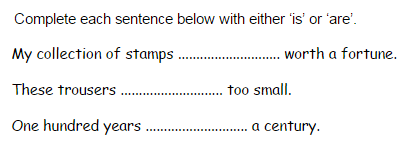 Complete each sentence below with either ‘is’ or ‘are’.
My collection of stamps ............................ worth a fortune.
These trousers ............................ too small.
One hundred years ............................ a century.